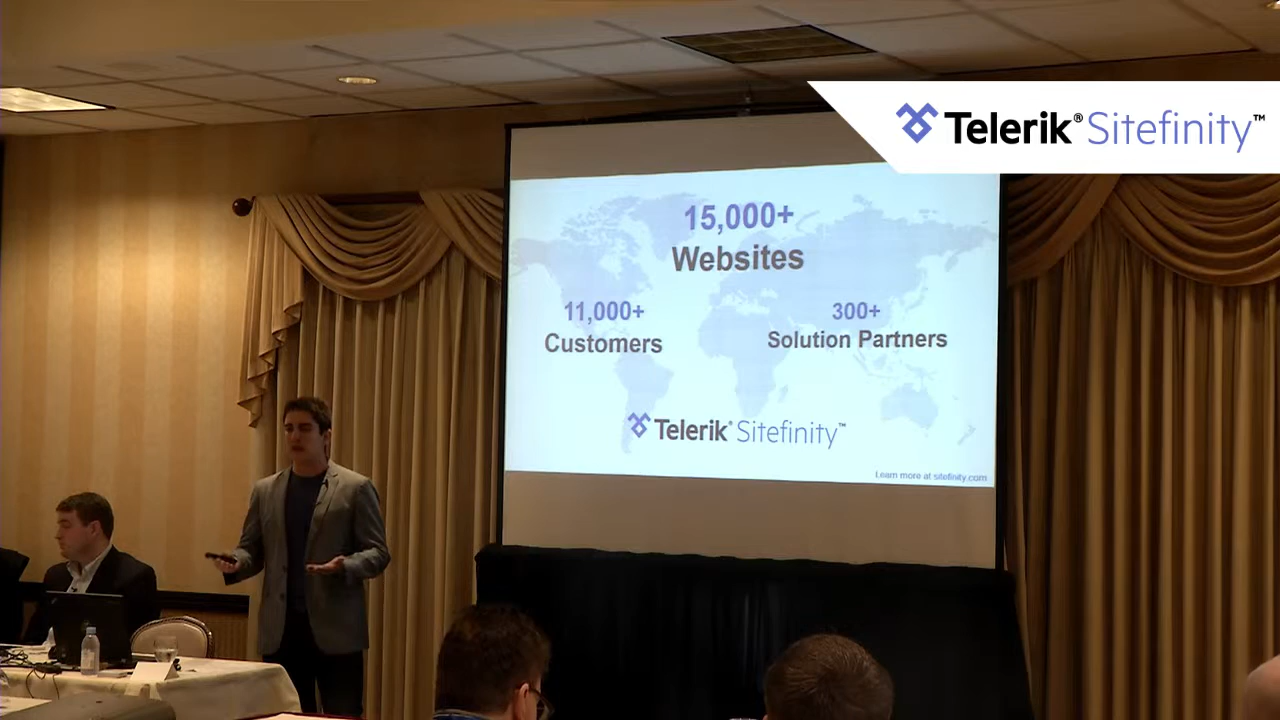 Telerik® Sitefinity™
15,000+
Websites
11,000+
Customers
300+
Solution Partners
Telerik® Sitefinity™
Learn more at sitefinity.com